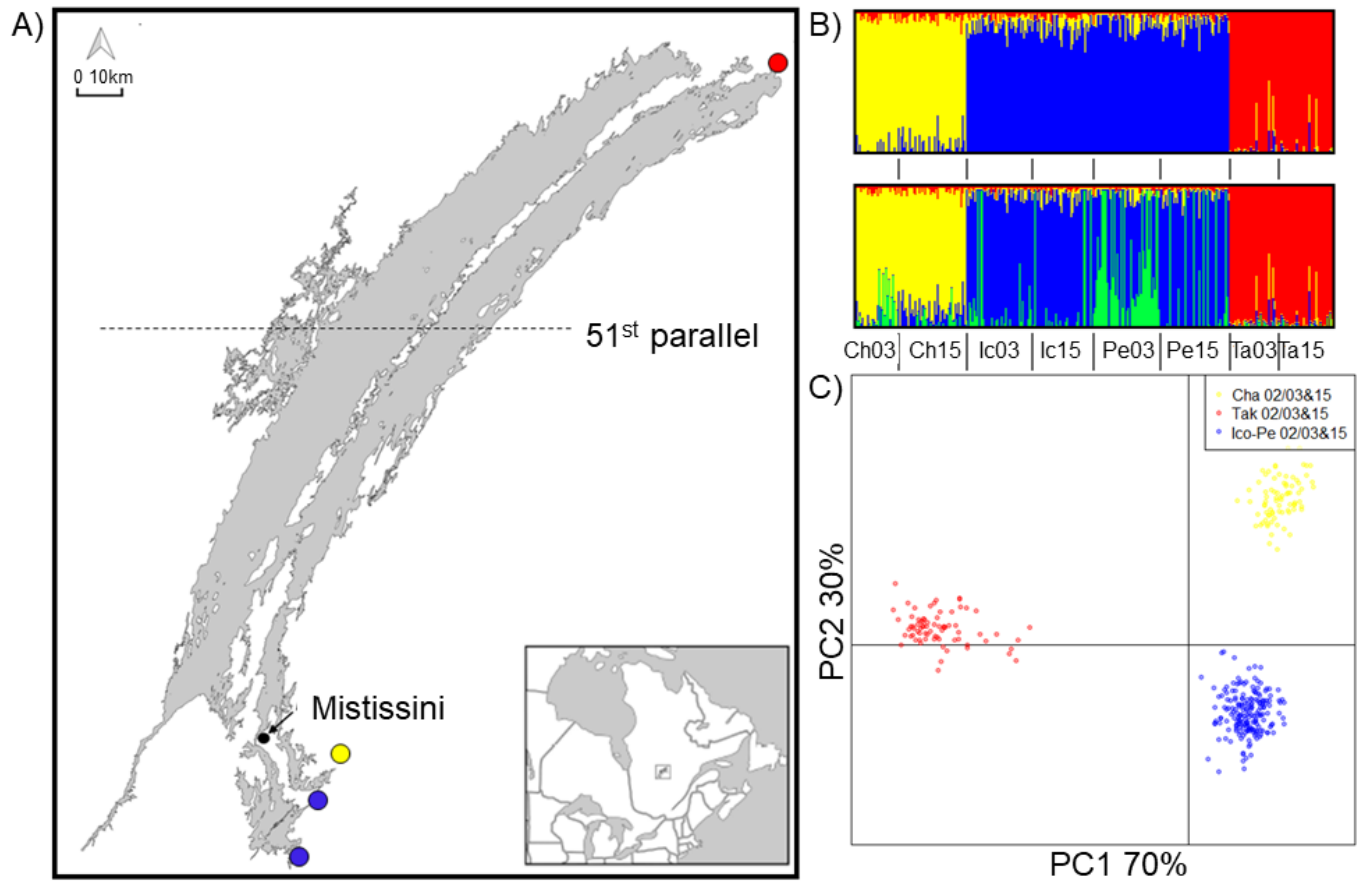 A)
0 10km
51st parallel
Mistissini
B)
Ch03 Ch15 Ic03 Ic15 Pe03 Pe15 Ta03 Ta15
C)
Cha 02/03&15
Tak 02/03&15
Ico-Pe 02/03&15
PC2 30%
PC1 70%